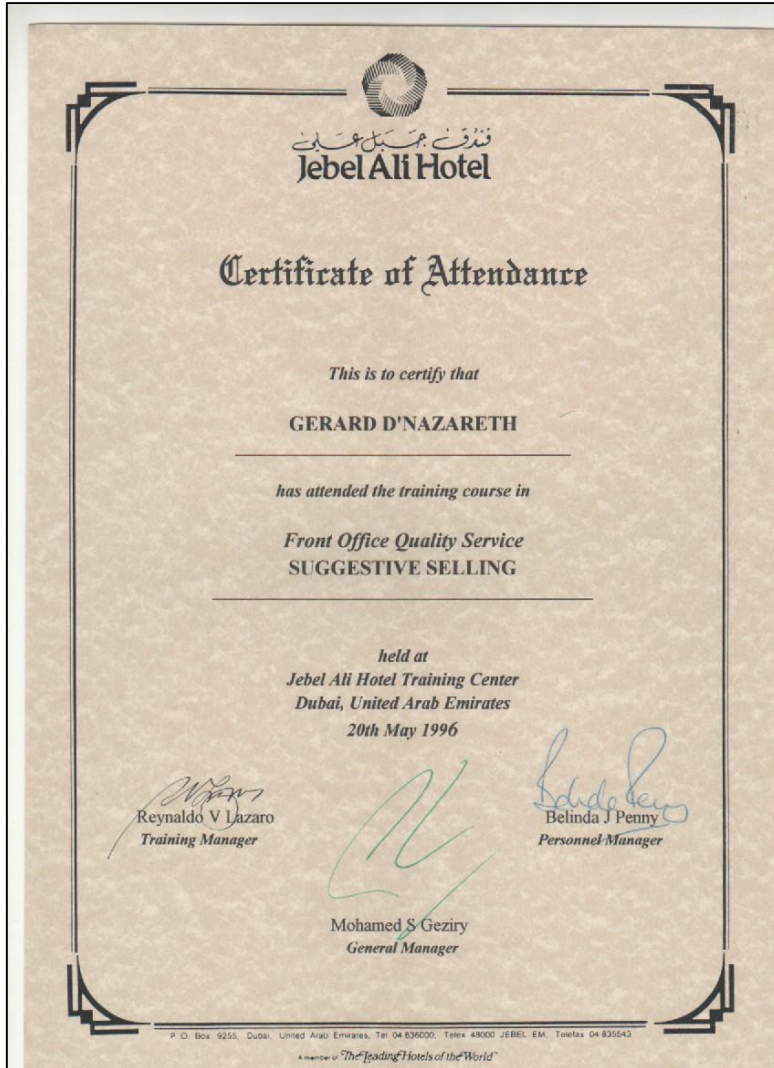 فندق جبل علي
Jebel Ali Hotel
Certificate of Attendance
This is to certify that
GERARD D'NAZARETH
has attended the training course in
Front Office Quality Service
SUGGESTIVE SELLING
held at
Jebel Ali Hotel Training Center
Dubai, United Arab Emirates
20th May 1996
Reynaldo V Lazaro
Training Manager
Belinda J Penny
Personnel Manager
Mohamed S Geziry
General Manager
P.O. Box 9255, Dubai, United Arab Emirates, Tel 04 836000, Telex 48000 JEBEL EM, Telefax 04 835543
A member of The Leading Hotels of the World